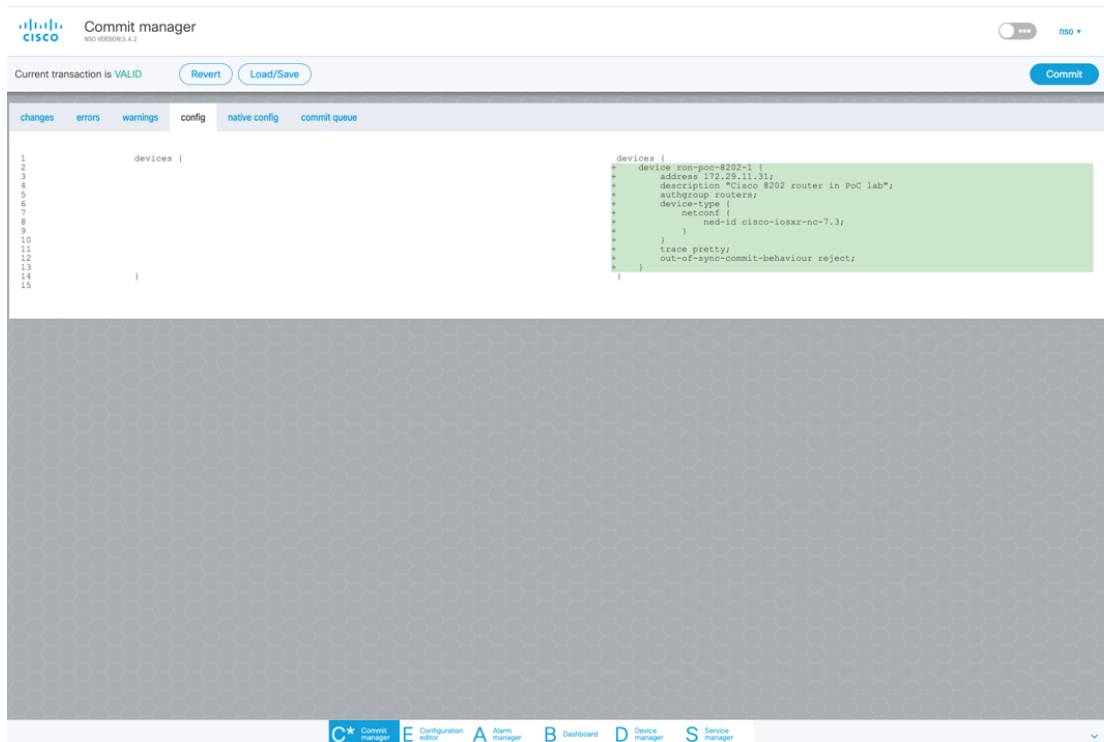 CISCO
Commit manager
NSO VERSION:5.4.2
nso
Current transaction is VALID
Revert
Load/Save
Commit
changes
errors
warnings
config
native config
commit queue
1 devices { devices {
2 + device ron-poc-8202-1 {
3 + address 172.29.11.31;
4 + description "Cisco 8202 router in PoC lab";
5 + authgroup routers;
6 + device-type {
7 + netconf {
8 + ned-id cisco-iosxr-nc-7.3;
9 + }
10 + }
11 + trace pretty;
12 + out-of-sync-commit-behaviour reject;
13 + }
14 } }
15
C* Commit manager
E Configuration editor
A Alarm manager
B Dashboard
D Device manager
S Service manager